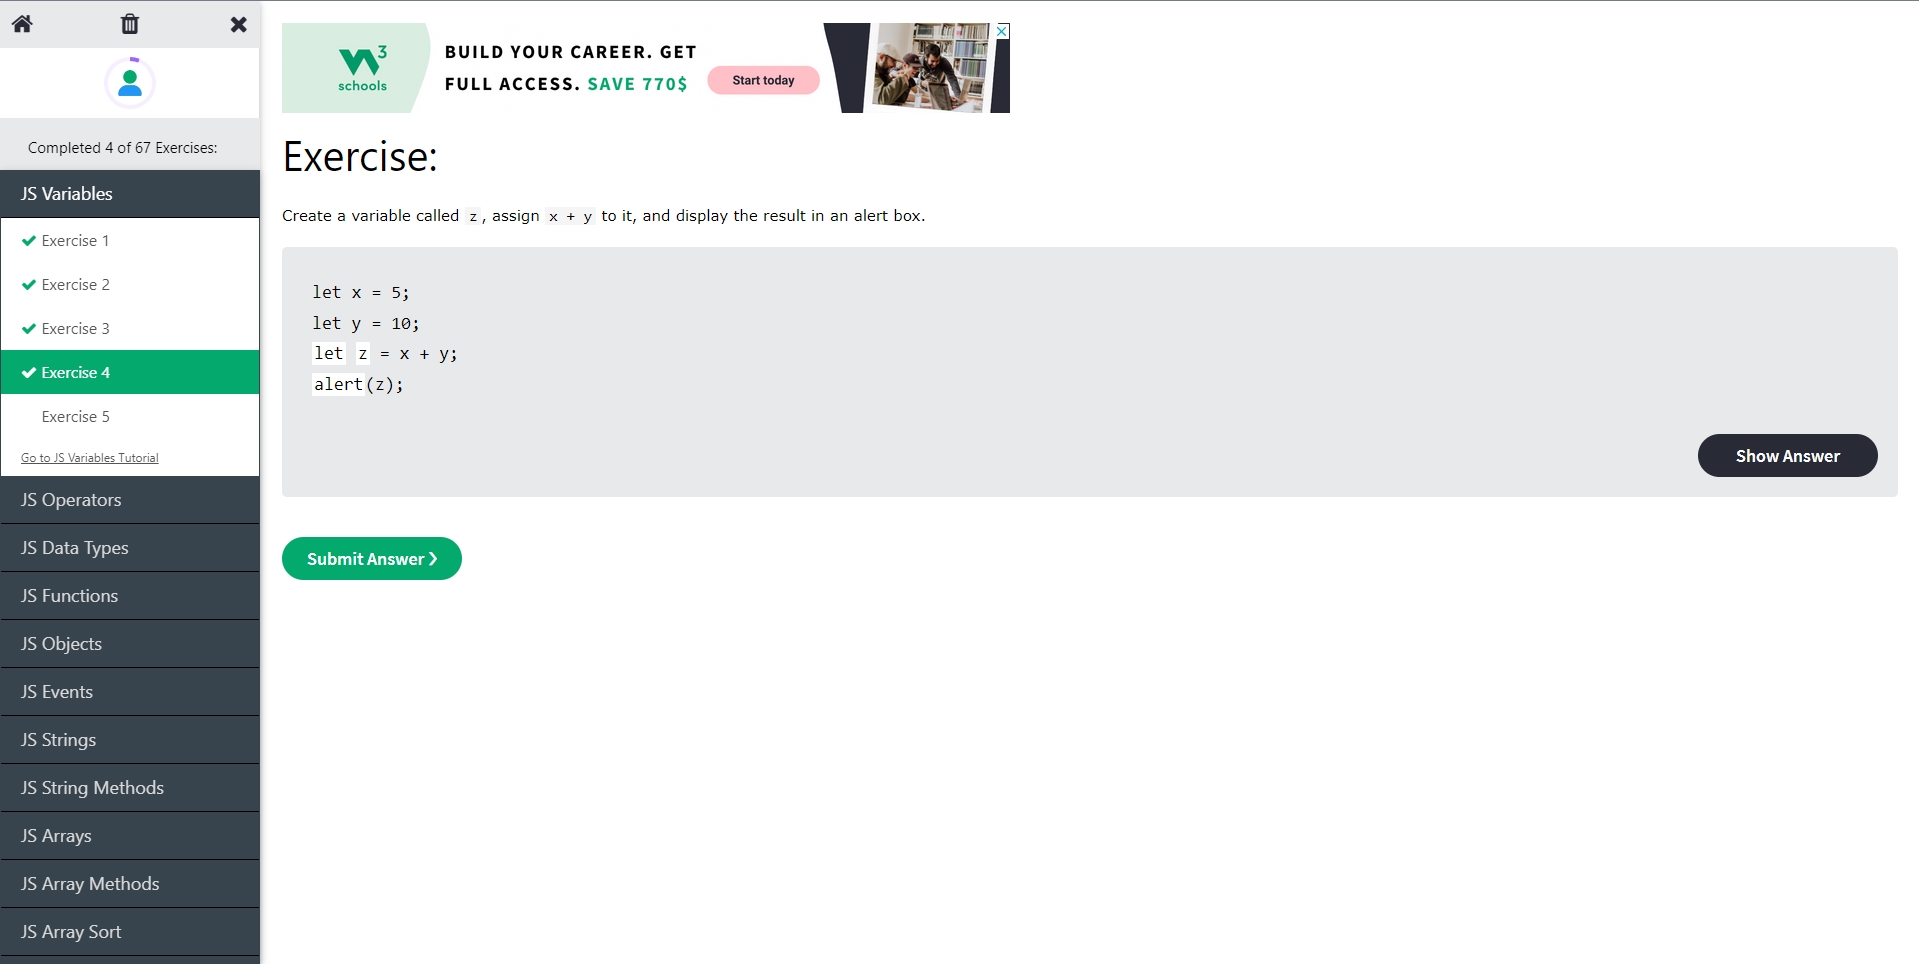 Completed 4 of 67 Exercises:
JS Variables
Exercise 1
Exercise 2
Exercise 3
Exercise 4
Exercise 5
Go to JS Variables Tutorial
JS Operators
JS Data Types
JS Functions
JS Objects
JS Events
JS Strings
JS String Methods
JS Arrays
JS Array Methods
JS Array Sort
W3
schools
BUILD YOUR CAREER. GET
FULL ACCESS. SAVE 770$
Start today
Exercise:
Create a variable called z, assign x + y to it, and display the result in an alert box.
let x = 5;
let y = 10;
let z = x + y;
alert(z);
Show Answer
Submit Answer ❯